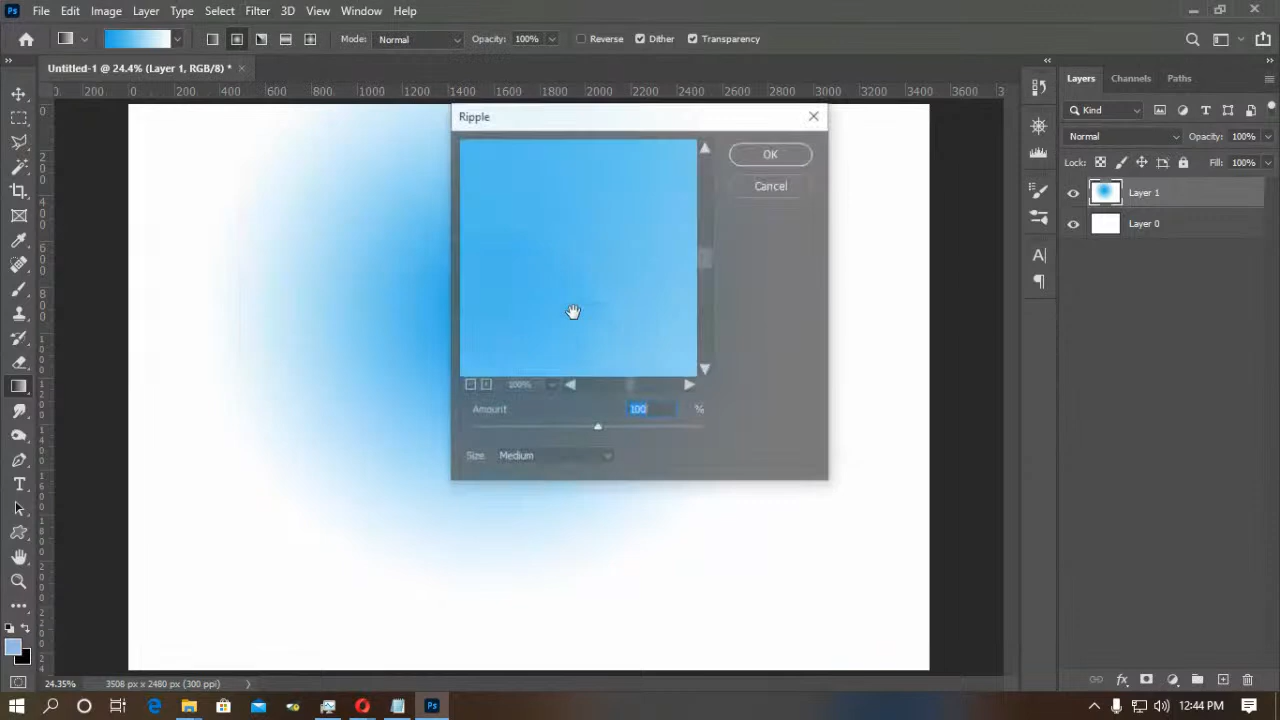 Ps File Edit Image Layer Type Select Filter 3D View Window Help
Mode: Normal Opacity: 100% Reverse Dither Transparency
Untitled-1 @ 24.4% (Layer 1, RGB/8) * ×
Layers Channels Paths
200 0 200 400 600 800 1000 1200 1400 1600 1800 2000 2200 2400 2600 2800 3000 3200 3400 3600
Kind
Normal Opacity: 100%
Lock: Fill: 100%
Layer 1
Layer 0
Ripple
OK
Cancel
100%
Amount 100 %
Size: Medium
24.35% 3508 px x 2480 px (300 ppi)
Ps 12:44 PM